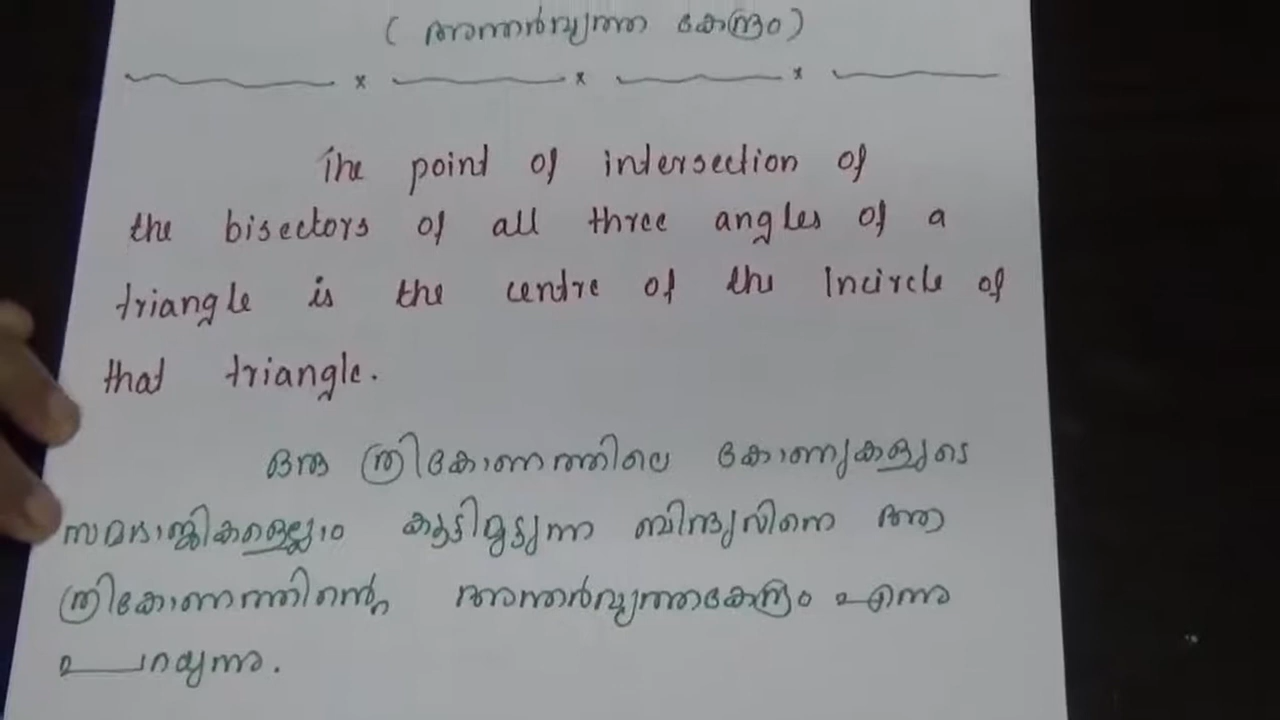 ( അന്തർവൃത്ത കേന്ദ്രം )
The point of intersection of
the bisectors of all three angles of a
triangle is the centre of the Incircle of
that triangle.
ഒരു ത്രികോണത്തിലെ കോണുകളുടെ
സമഭാജികളെല്ലാം കൂട്ടിമുട്ടുന്ന ബിന്ദുവിനെ ആ
ത്രികോണത്തിന്റെ അന്തർവൃത്തകേന്ദ്രം എന്നു
പറയുന്നു.